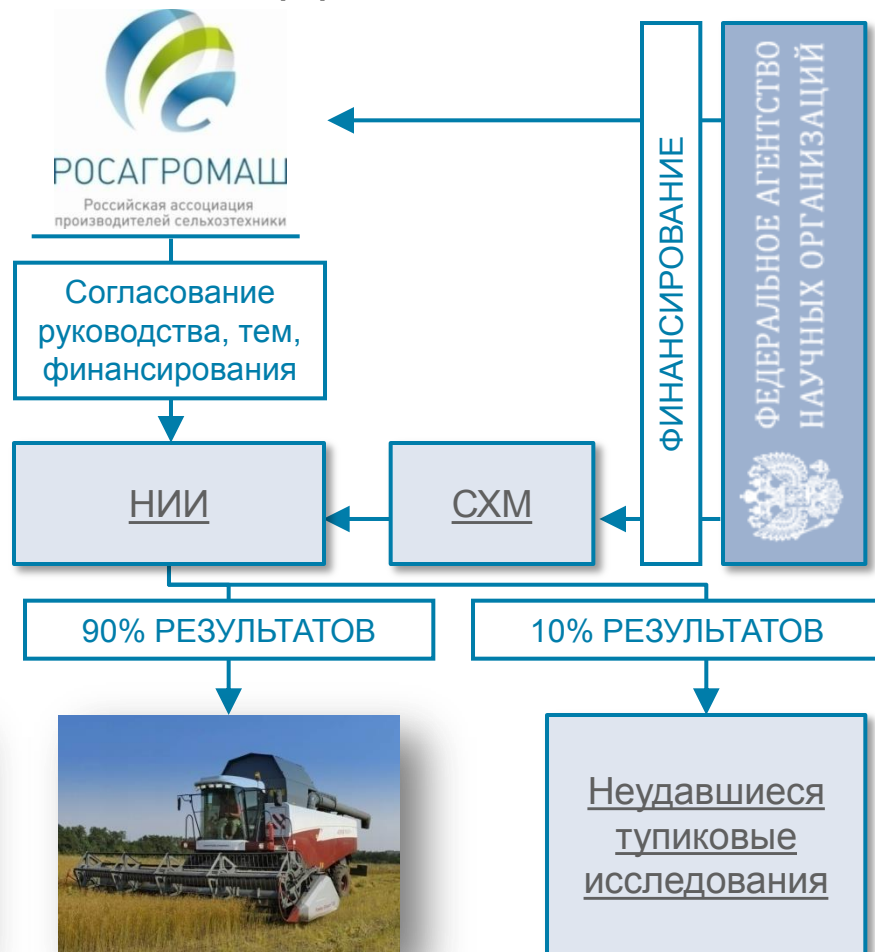 РОСАГРОМАШ
Российская ассоциация
производителей сельхозтехники
ФИНАНСИРОВАНИЕ
ФЕДЕРАЛЬНОЕ АГЕНТСТВО
НАУЧНЫХ ОРГАНИЗАЦИЙ
Согласование
руководства, тем,
финансирования
НИИ
СХМ
90% РЕЗУЛЬТАТОВ
10% РЕЗУЛЬТАТОВ
Неудавшиеся
тупиковые
исследования